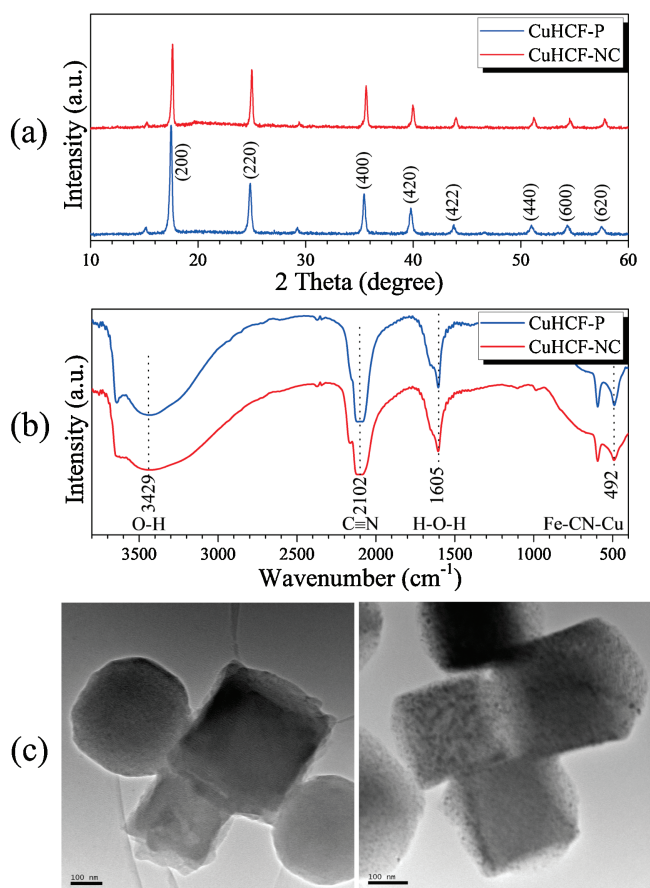 (a)
Intensity (a.u.)
CuHCF-P
CuHCF-NC
(200)
(220)
(400)
(420)
(422)
(440)
(600)
(620)
10 20 30 40 50 60
2 Theta (degree)
(b)
Intensity (a.u.)
CuHCF-P
CuHCF-NC
3429
2102
1605
492
O-H C≡N H-O-H Fe-CN-Cu
3500 3000 2500 2000 1500 1000 500
Wavenumber (cm⁻¹)
(c)
100 nm
100 nm